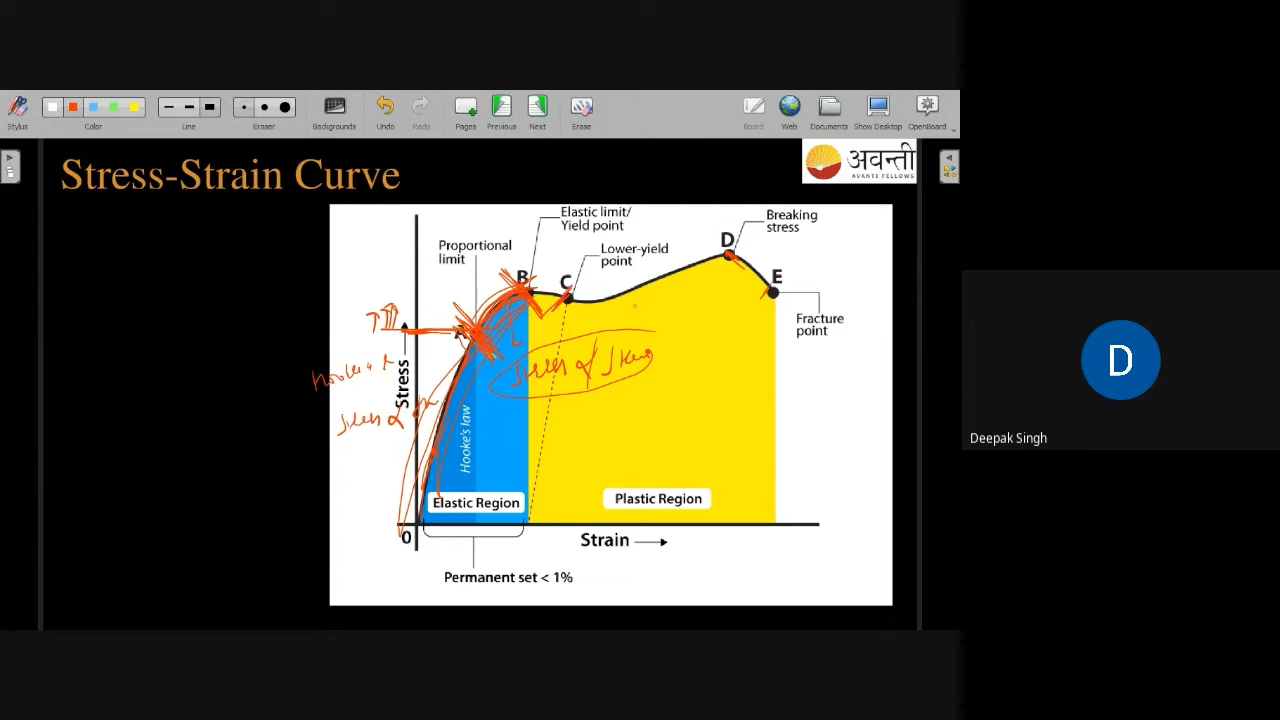 Stylus Color Line Eraser Backgrounds Undo Redo Pages Previous Next Erase Board Web Documents Show Desktop OpenBoard
Stress-Strain Curve
अवन्ती
AVANTI FELLOWS
Elastic limit/
Yield point
Breaking
stress
Proportional
limit
Lower-yield
point
B
C
D
E
A
Fracture
point
Stress
Hooke's law
Stress α
Elastic Region
Plastic Region
0
Strain
Permanent set < 1%
D
Deepak Singh